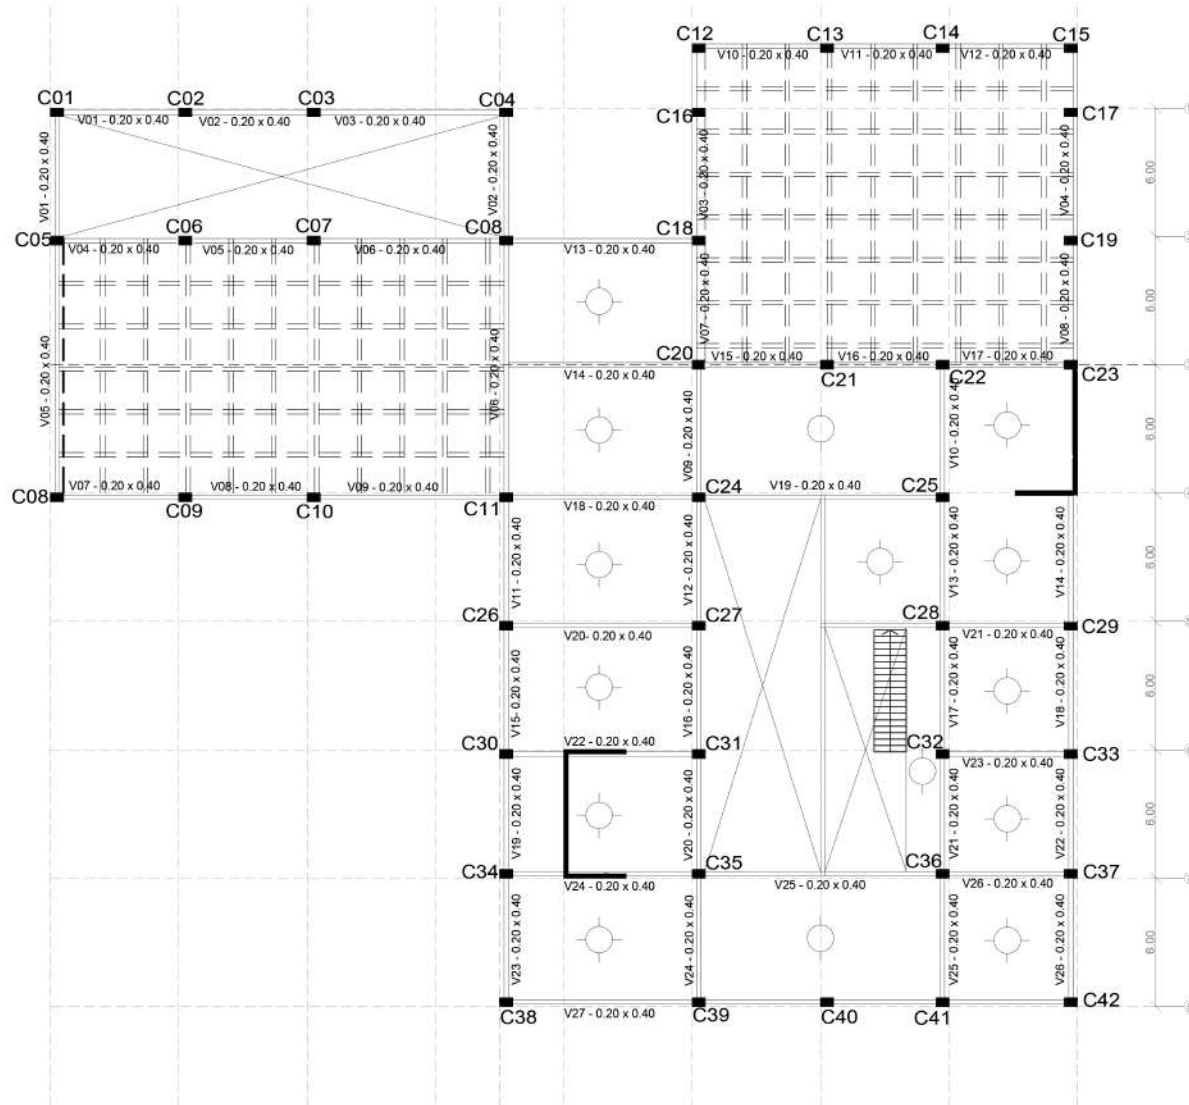 C12
C13
C14
C15
V10 - 0.20 x 0.40
V11 - 0.20 x 0.40
V12 - 0.20 x 0.40
C01
C02
C03
C04
V01 - 0.20 x 0.40
V02 - 0.20 x 0.40
V03 - 0.20 x 0.40
C16
C17
V01 - 0.20 x 0.40
V02 - 0.20 x 0.40
V03 - 0.20 x 0.40
V04 - 0.20 x 0.40
6.00
C05
C06
C07
C08
C18
C19
V04 - 0.20 x 0.40
V05 - 0.20 x 0.40
V06 - 0.20 x 0.40
V13 - 0.20 x 0.40
V07 - 0.20 x 0.40
V08 - 0.20 x 0.40
6.00
V05 - 0.20 x 0.40
V06 - 0.20 x 0.40
C20
V15 - 0.20 x 0.40
V16 - 0.20 x 0.40
V17 - 0.20 x 0.40
V14 - 0.20 x 0.40
C21
C22
C23
V09 - 0.20 x 0.40
V10 - 0.20 x 0.40
6.00
V07 - 0.20 x 0.40
V08 - 0.20 x 0.40
V09 - 0.20 x 0.40
V19 - 0.20 x 0.40
C08
C09
C10
C11
C24
C25
V18 - 0.20 x 0.40
V11 - 0.20 x 0.40
V12 - 0.20 x 0.40
V13 - 0.20 x 0.40
V14 - 0.20 x 0.40
6.00
C26
C27
C28
C29
V20- 0.20 x 0.40
V21 - 0.20 x 0.40
V15- 0.20 x 0.40
V16 - 0.20 x 0.40
V17 - 0.20 x 0.40
V18 - 0.20 x 0.40
6.00
C30
V22 - 0.20 x 0.40
C31
C32
C33
V23 - 0.20 x 0.40
V19 - 0.20 x 0.40
V20 - 0.20 x 0.40
V21 - 0.20 x 0.40
V22 - 0.20 x 0.40
6.00
C34
C35
C36
C37
V24 - 0.20 x 0.40
V25 - 0.20 x 0.40
V26 - 0.20 x 0.40
V23 - 0.20 x 0.40
V24 - 0.20 x 0.40
V25 - 0.20 x 0.40
V26 - 0.20 x 0.40
6.00
C38
V27 - 0.20 x 0.40
C39
C40
C41
C42